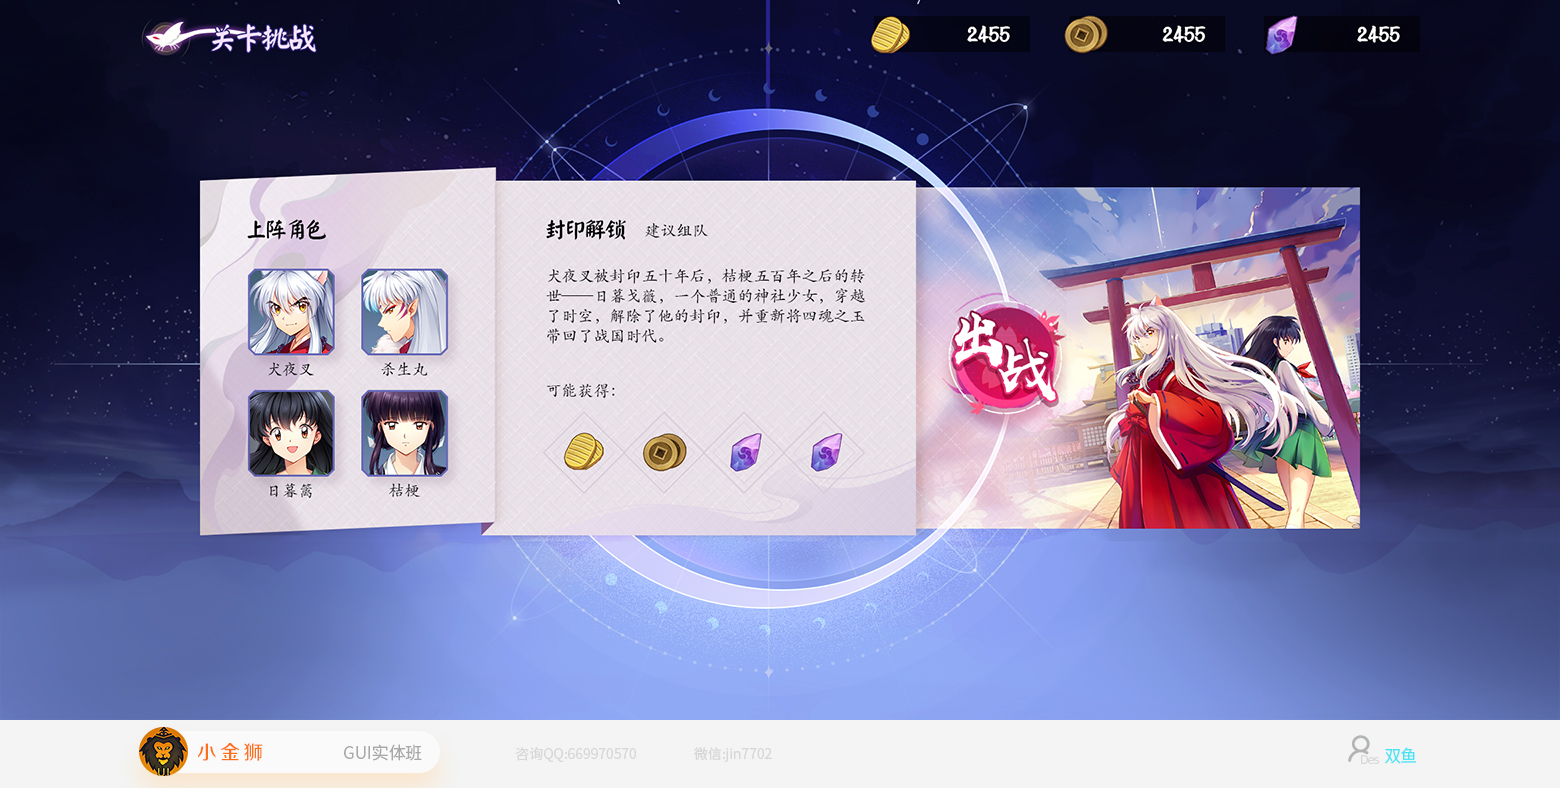 关卡挑战
2455
2455
2455
上阵角色
犬夜叉
杀生丸
日暮篱
桔梗
封印解锁
建议组队
犬夜叉被封印五十年后，桔梗五百年之后的转
世——日暮戈薇，一个普通的神社少女，穿越
了时空，解除了他的封印，并重新将四魂之玉
带回了战国时代。
可能获得：
出战
UI
小金狮
GUI实体班
咨询QQ:669970570
微信:jin7702
Des
双鱼